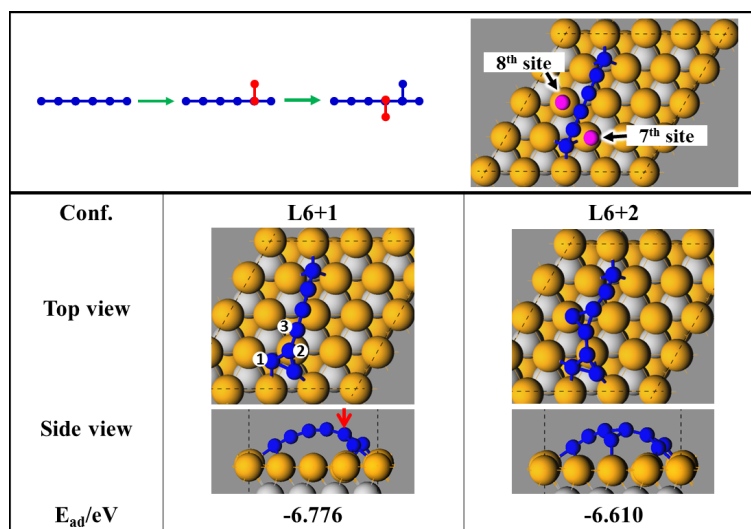 8th site
7th site
Conf. L6+1 L6+2
Top view
3
2
1
Side view
Ead/eV -6.776 -6.610